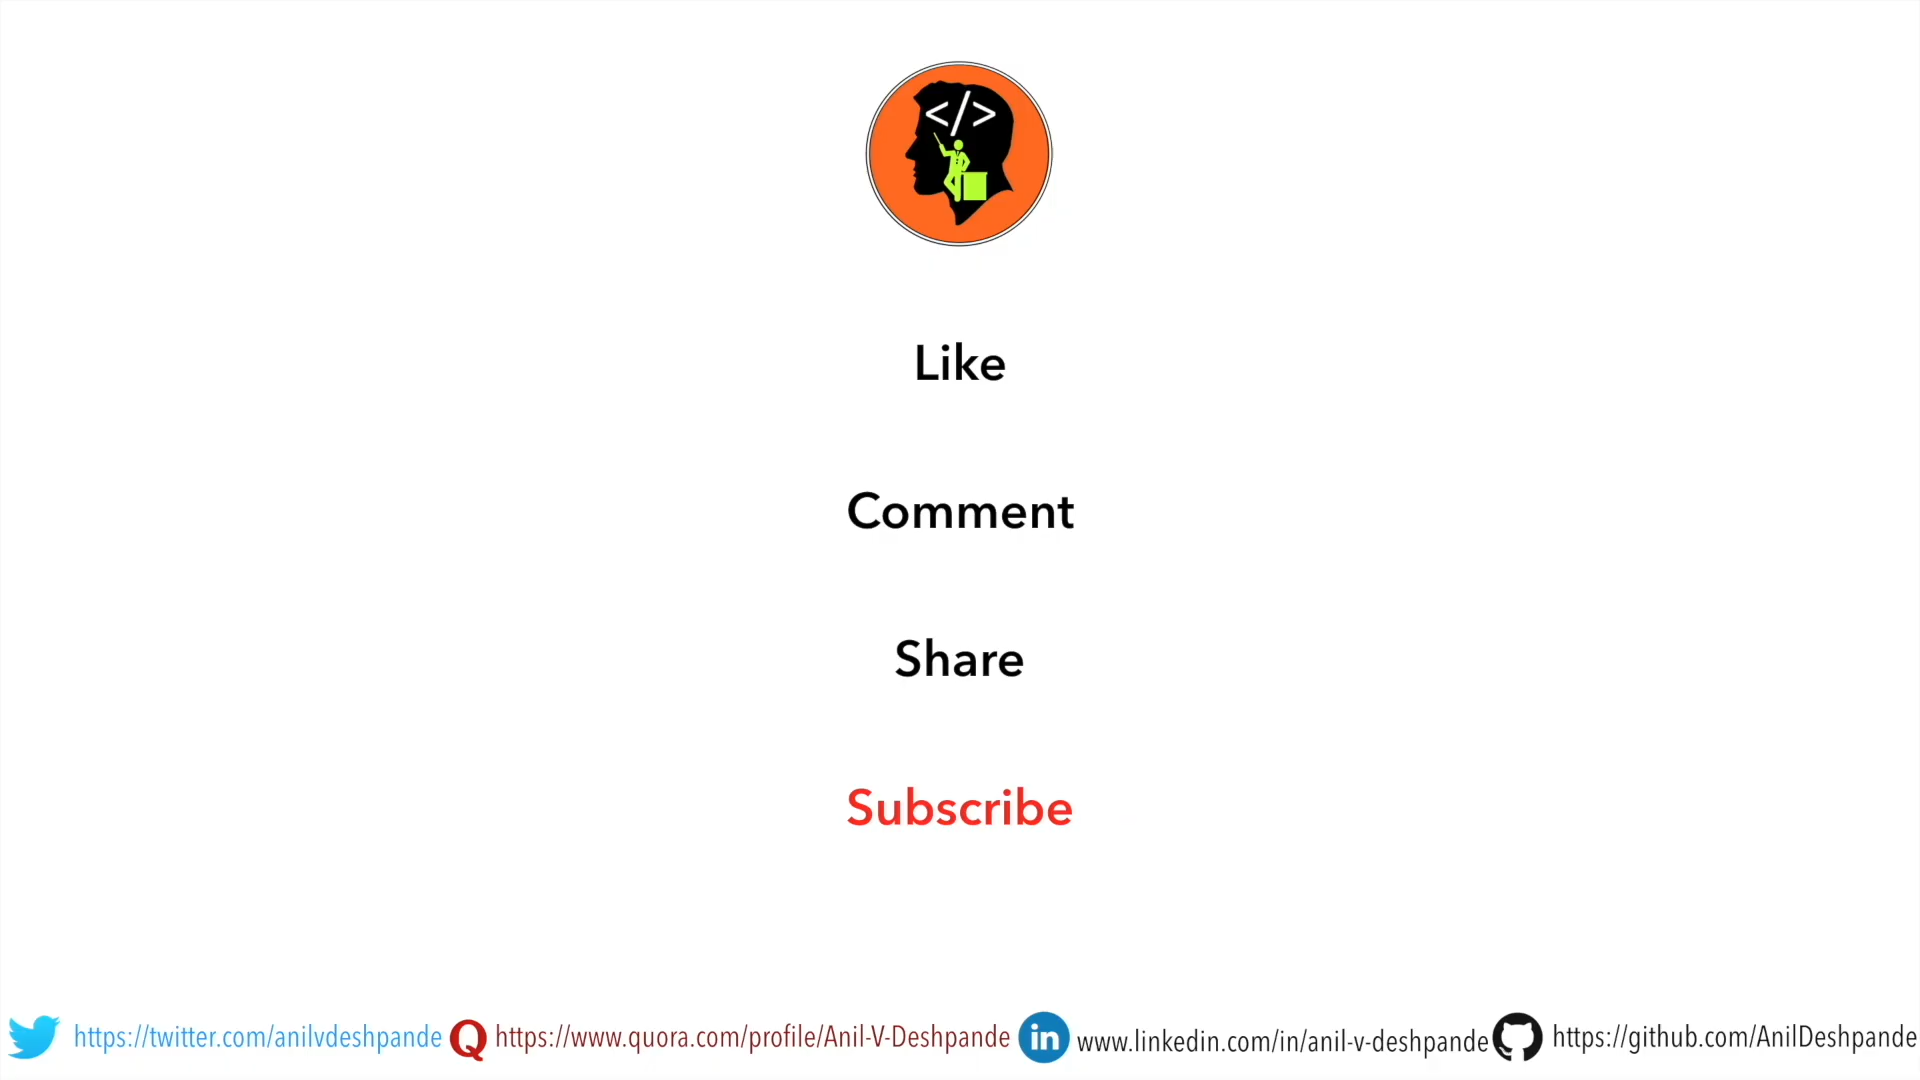 </>
Like
Comment
Share
Subscribe
https://twitter.com/anilvdeshpande Q https://www.quora.com/profile/Anil-V-Deshpande in www.linkedin.com/in/anil-v-deshpande https://github.com/AnilDeshpande